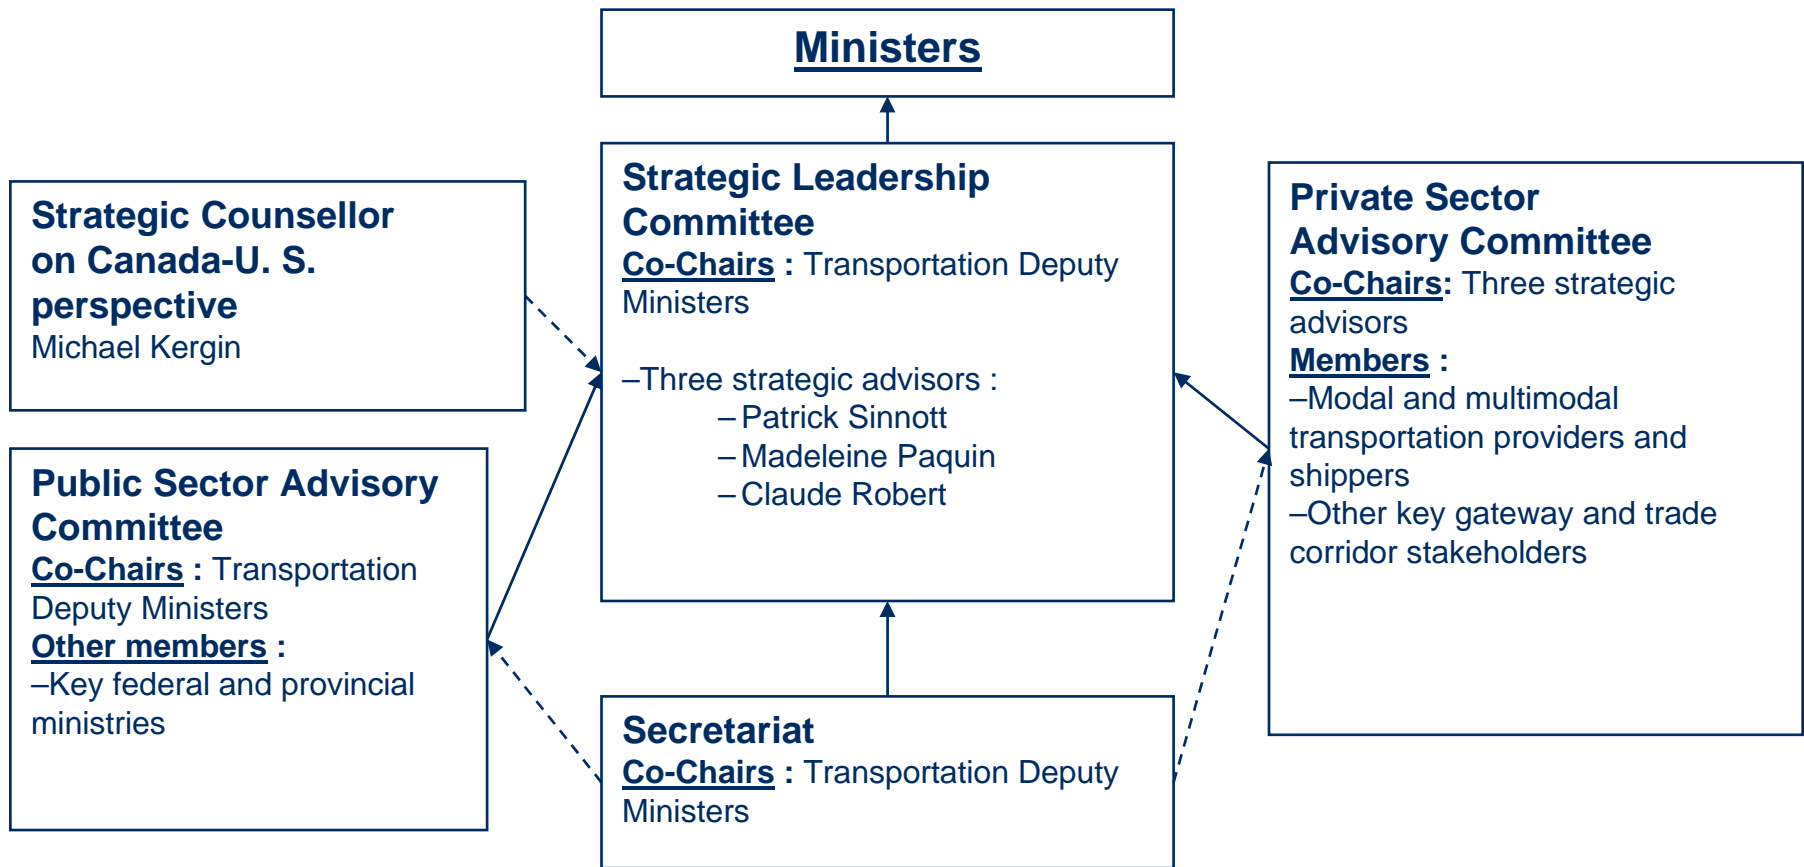 Ministers
Strategic Counsellor
on Canada-U. S.
perspective
Michael Kergin
Public Sector Advisory
Committee
Co-Chairs : Transportation
Deputy Ministers
Other members :
–Key federal and provincial
ministries
Strategic Leadership
Committee
Co-Chairs : Transportation Deputy
Ministers
–Three strategic advisors :
– Patrick Sinnott
– Madeleine Paquin
– Claude Robert
Secretariat
Co-Chairs : Transportation Deputy
Ministers
Private Sector
Advisory Committee
Co-Chairs: Three strategic
advisors
Members :
–Modal and multimodal
transportation providers and
shippers
–Other key gateway and trade
corridor stakeholders